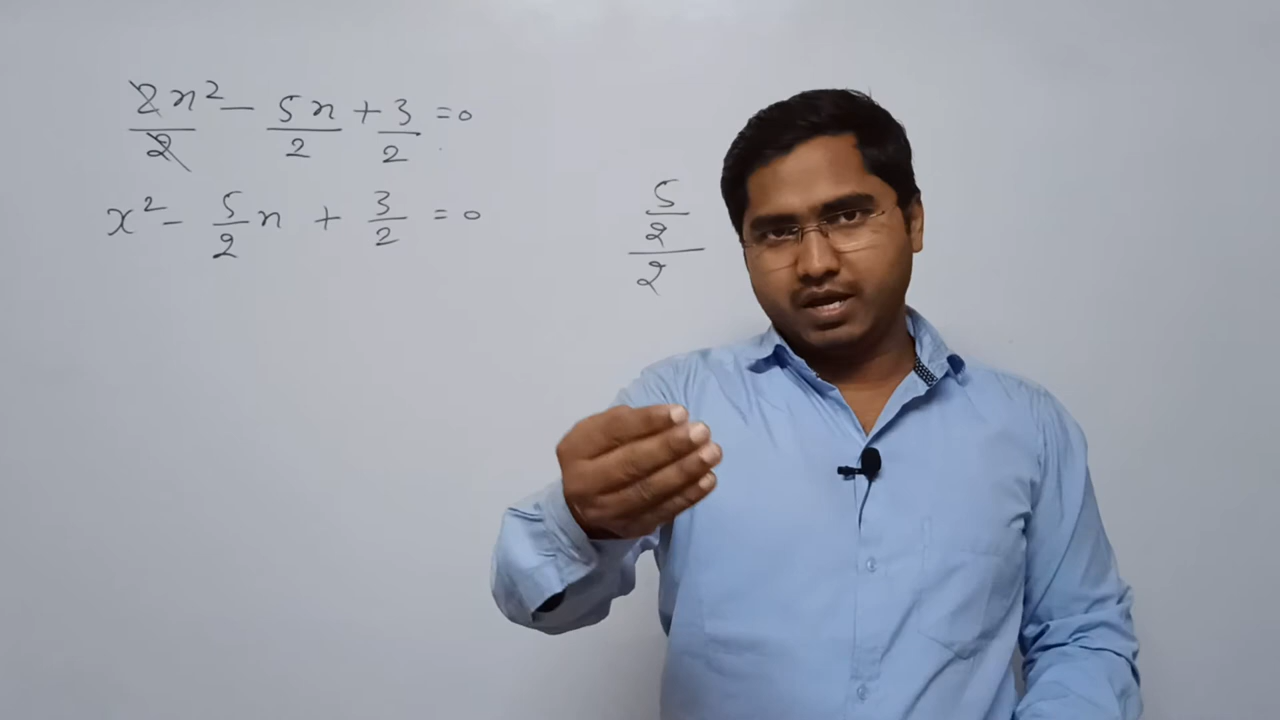 2x²/2 - 5x/2 + 3/2 = 0
x² - 5/2 x + 3/2 = 0
5/2
/2